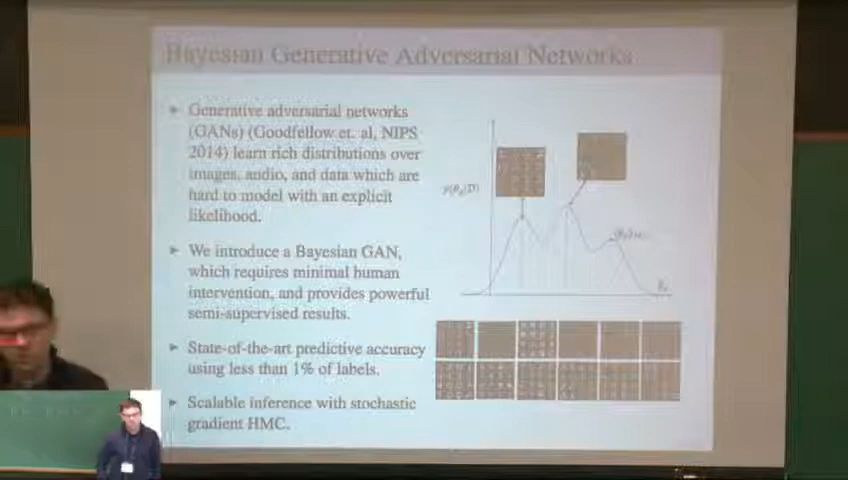 Bayesian Generative Adversarial Networks
► Generative adversarial networks
(GANs) (Goodfellow et. al, NIPS
2014) learn rich distributions over
images, audio, and data which are
hard to model with an explicit
likelihood.
► We introduce a Bayesian GAN,
which requires minimal human
intervention, and provides powerful
semi-supervised results.
► State-of-the-art predictive accuracy
using less than 1% of labels.
► Scalable inference with stochastic
gradient HMC.